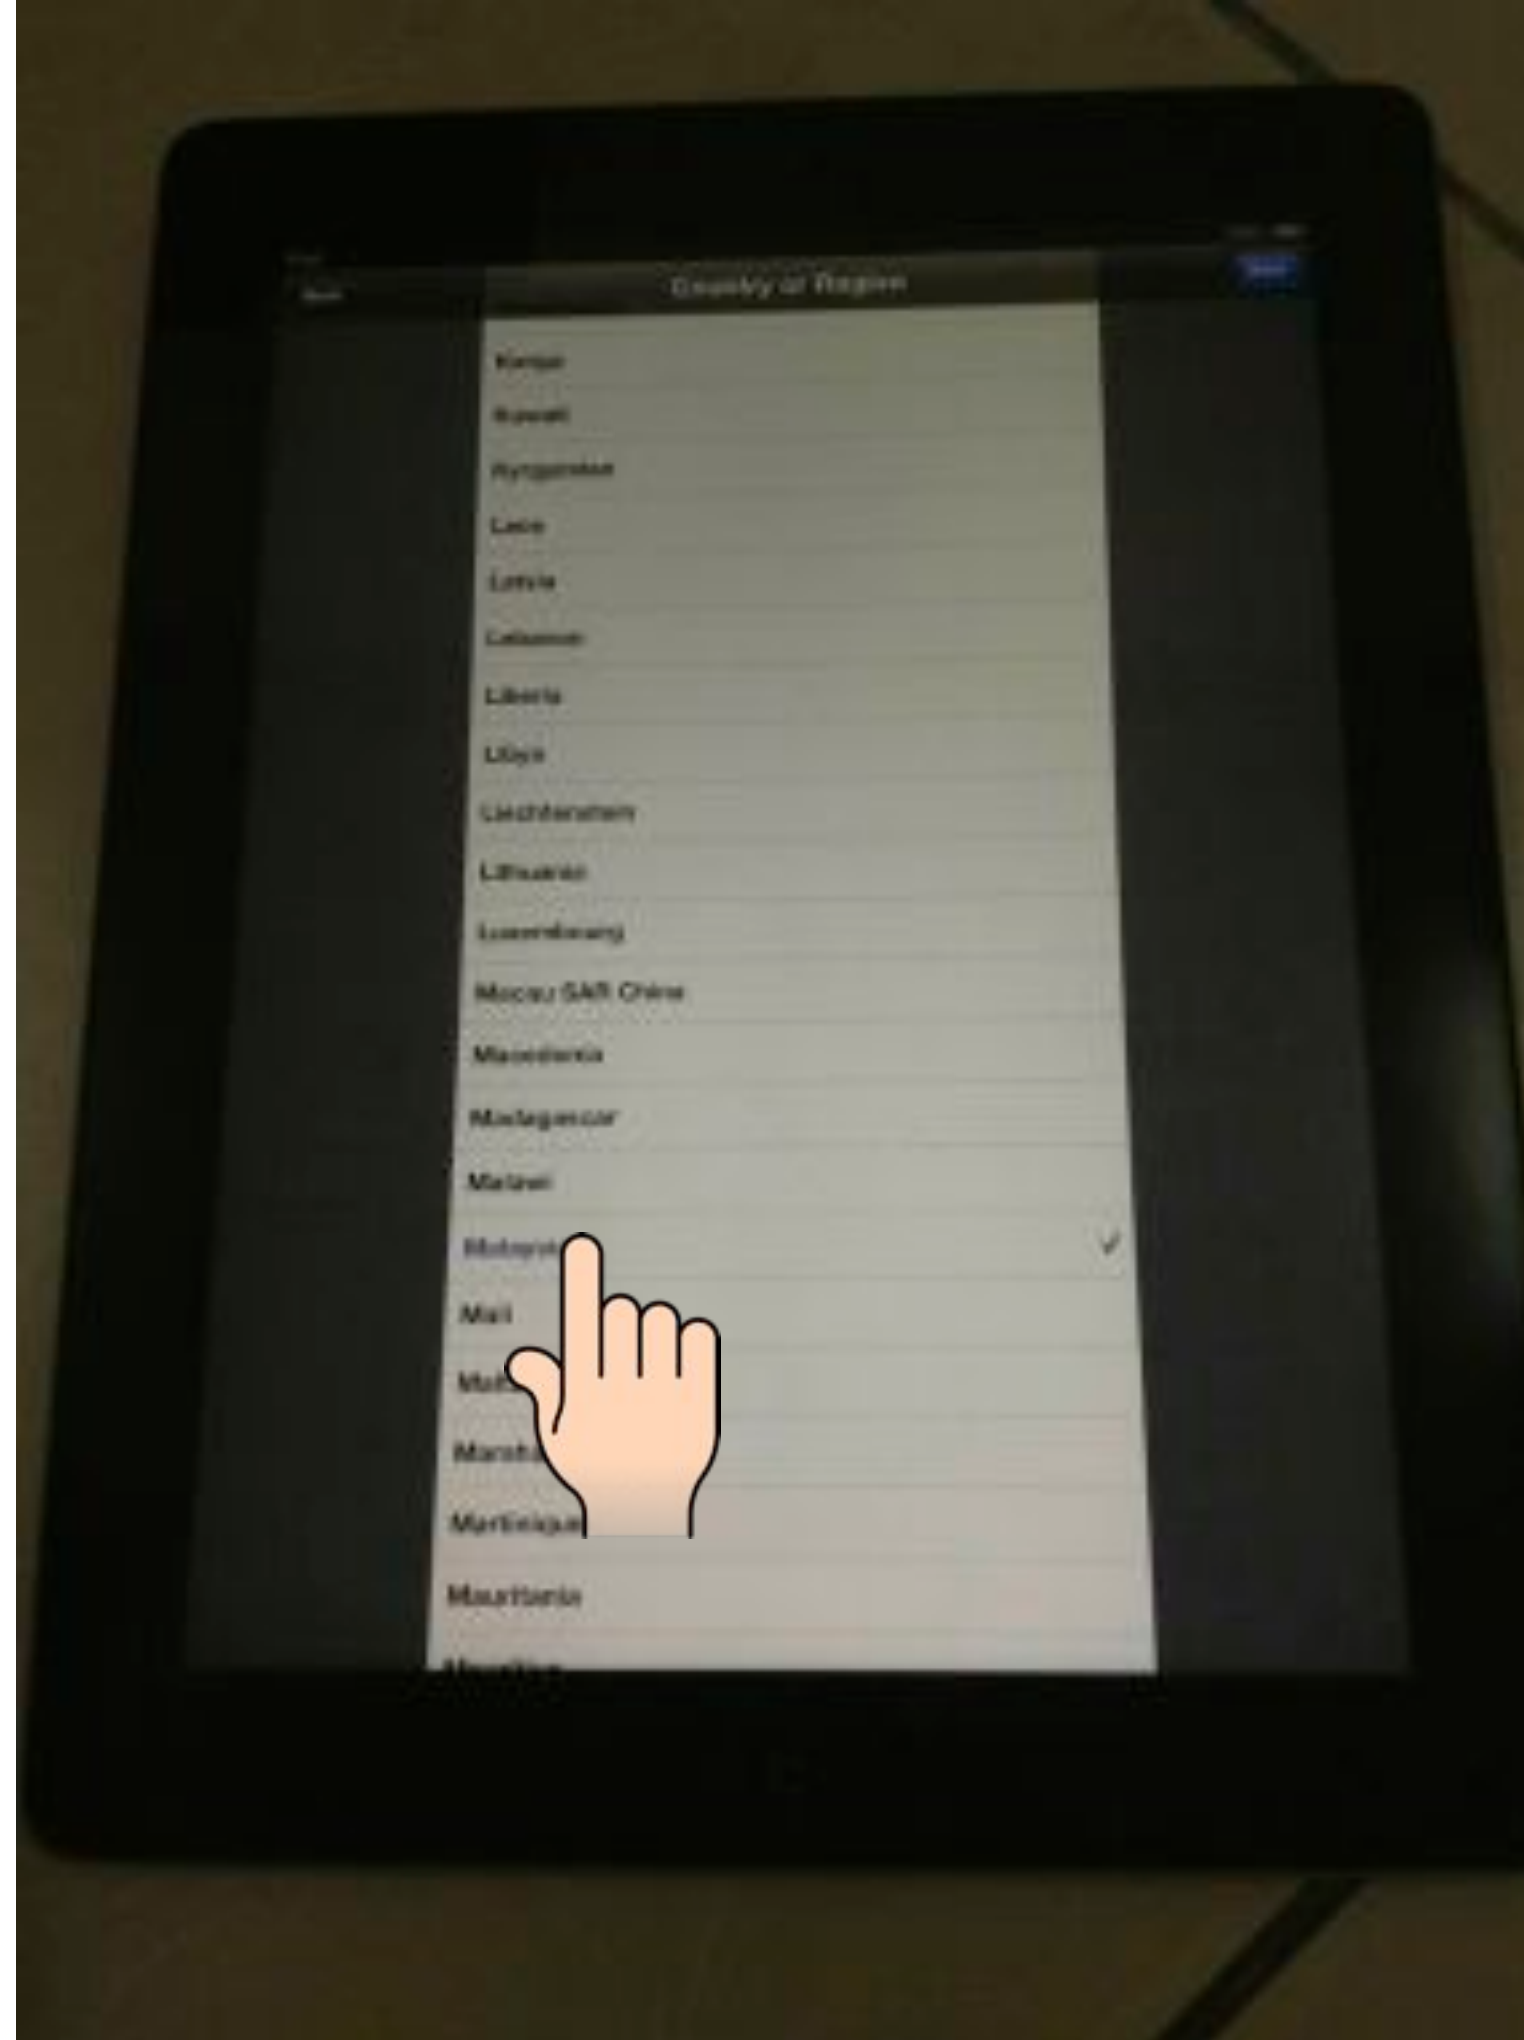 Country or Region
Kuwait
Kyrgyzstan
Laos
Latvia
Lebanon
Liberia
Libya
Liechtenstein
Lithuania
Luxembourg
Macau SAR China
Macedonia
Madagascar
Malawi
Mali
Martinique
Mauritania